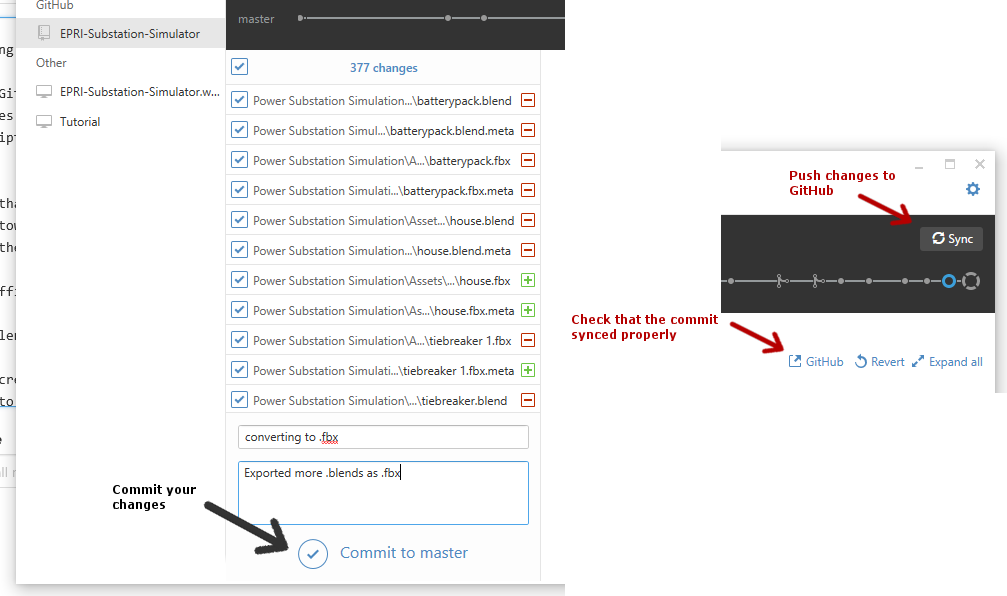 GitHub
EPRI-Substation-Simulator
Other
EPRI-Substation-Simulator.w...
Tutorial
master
377 changes
Power Substation Simulation...\batterypack.blend
Power Substation Simul...\batterypack.blend.meta
Power Substation Simulation\A...\batterypack.fbx
Power Substation Simulati...\batterypack.fbx.meta
Power Substation Simulation\Asset...\house.blend
Power Substation Simulation...\house.blend.meta
Power Substation Simulation\Assets\...\house.fbx
Power Substation Simulation\As...\house.fbx.meta
Power Substation Simulation\A...\tiebreaker 1.fbx
Power Substation Simulati...\tiebreaker 1.fbx.meta
Power Substation Simulation\...\tiebreaker.blend
converting to .fbx
Exported more .blends as .fbx
Commit your
changes
Commit to master
Push changes to
GitHub
Sync
Check that the commit
synced properly
GitHub
Revert
Expand all